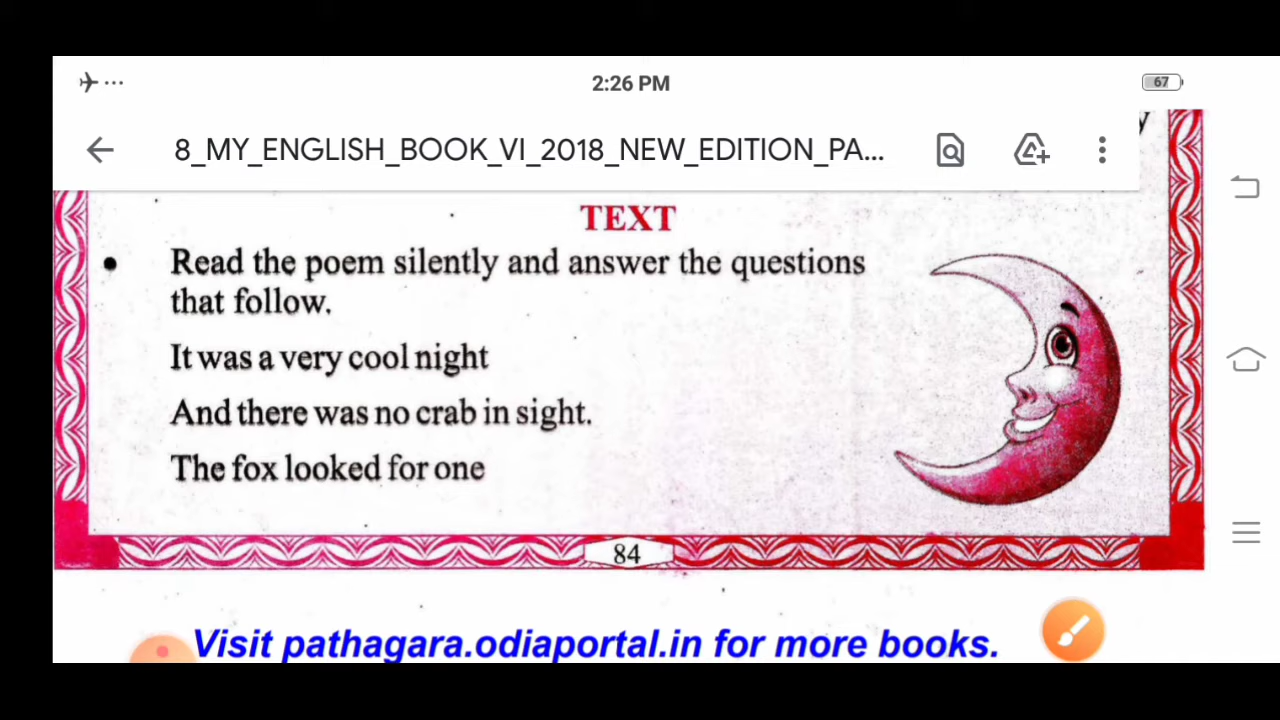 2:26 PM
67
8_MY_ENGLISH_BOOK_VI_2018_NEW_EDITION_PA...
TEXT
• Read the poem silently and answer the questions
that follow.
It was a very cool night
And there was no crab in sight.
The fox looked for one
84
Visit pathagara.odiaportal.in for more books.